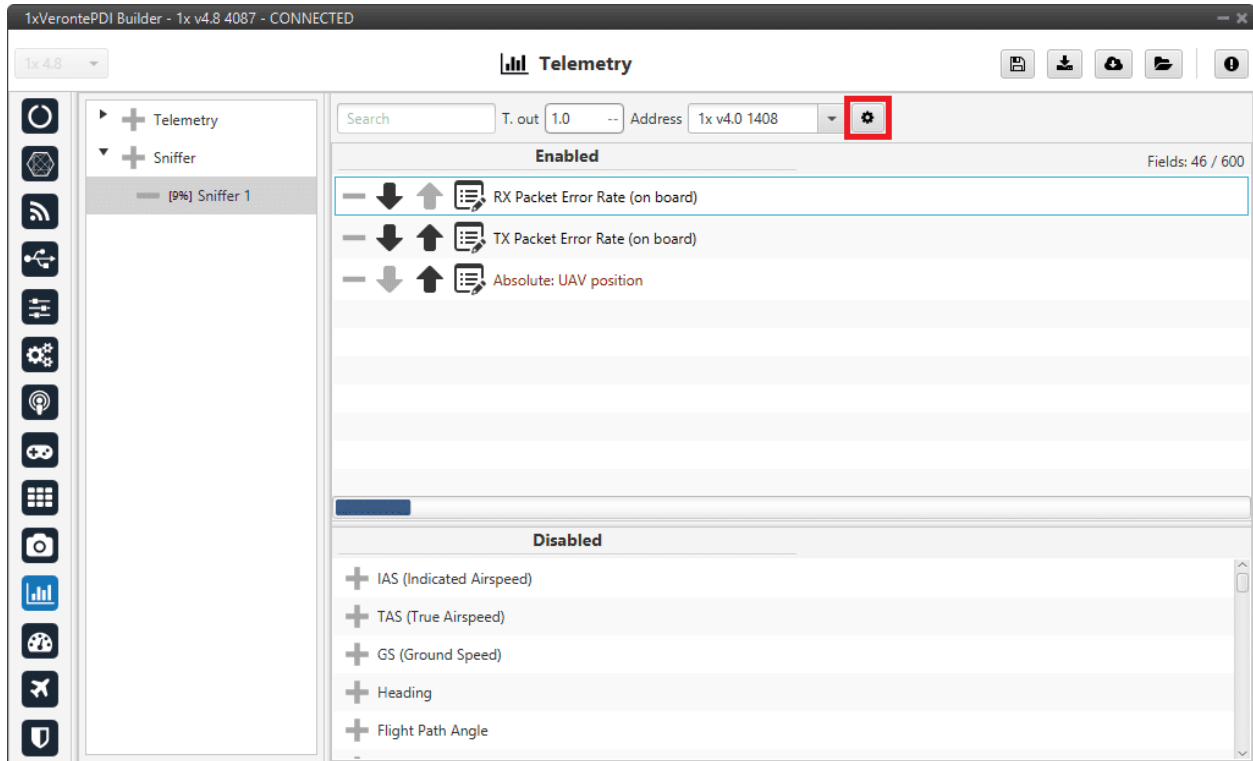 1xVerontePDI Builder - 1x v4.8 4087 - CONNECTED
1x 4.8
Telemetry
Telemetry
Sniffer
[9%] Sniffer 1
Search T. out 1.0 -- Address 1x v4.0 1408
Enabled
Fields: 46 / 600
RX Packet Error Rate (on board)
TX Packet Error Rate (on board)
Absolute: UAV position
Disabled
IAS (Indicated Airspeed)
TAS (True Airspeed)
GS (Ground Speed)
Heading
Flight Path Angle